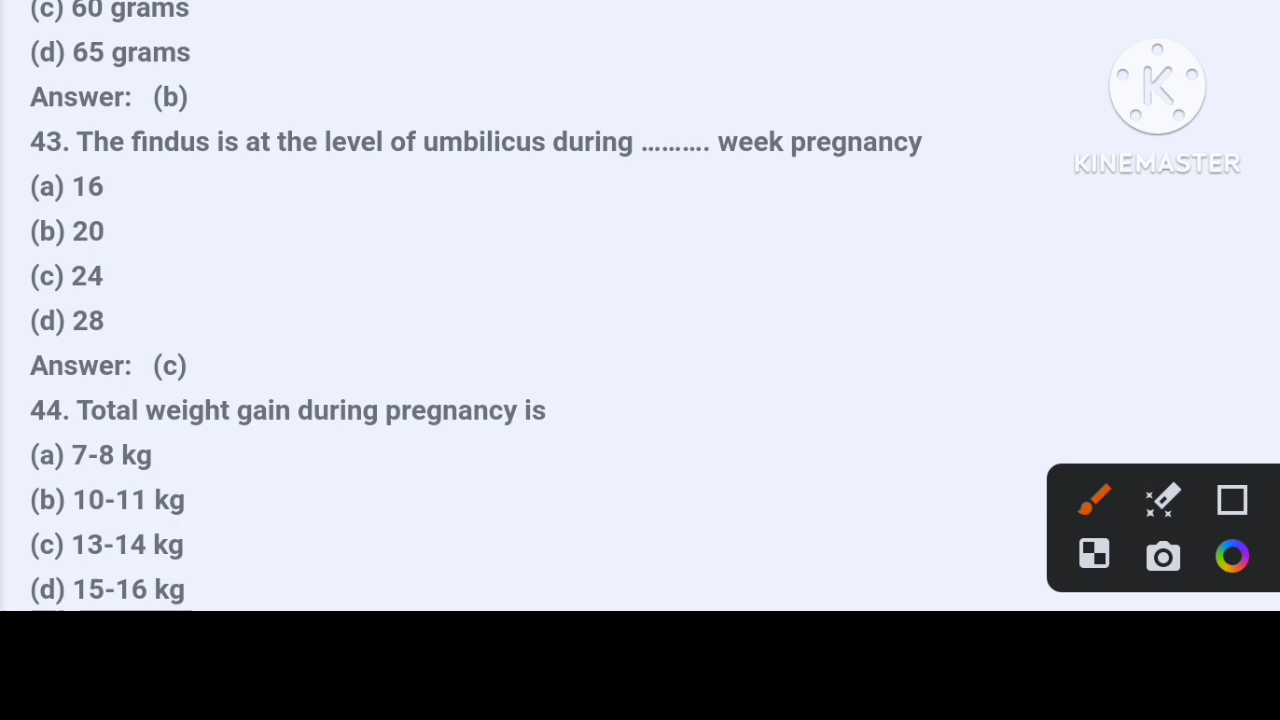 (c) 60 grams
(d) 65 grams
Answer: (b)
43. The findus is at the level of umbilicus during .......... week pregnancy
(a) 16
(b) 20
(c) 24
(d) 28
Answer: (c)
44. Total weight gain during pregnancy is
(a) 7-8 kg
(b) 10-11 kg
(c) 13-14 kg
(d) 15-16 kg
K
KINEMASTER